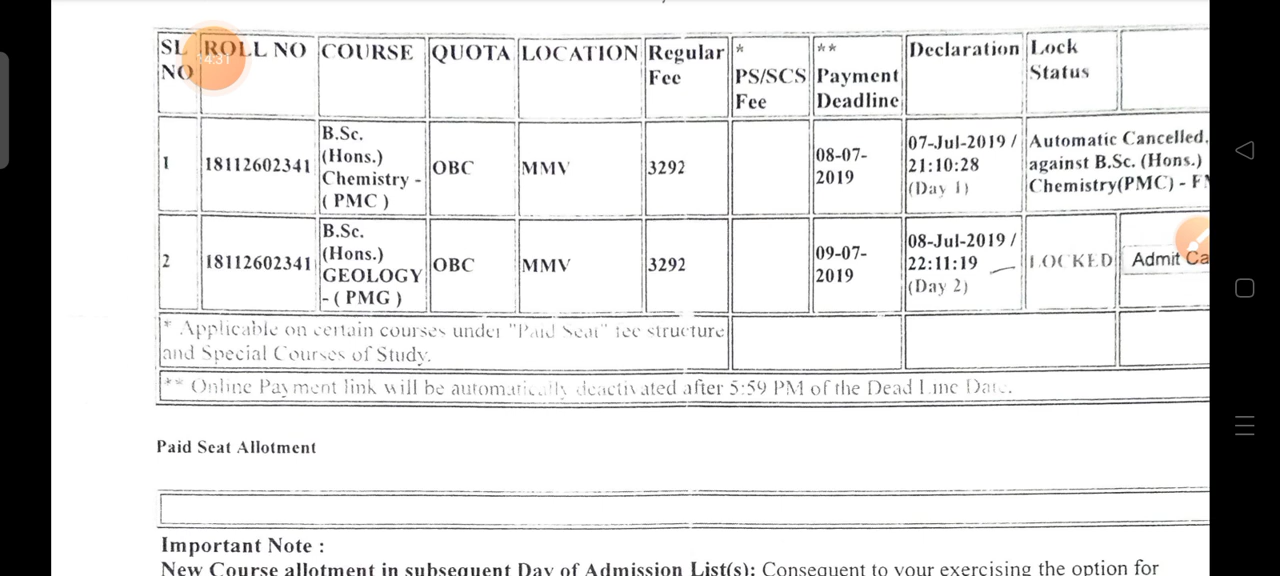 SL NO ROLL NO COURSE QUOTA LOCATION Regular Fee * PS/SCS Fee ** Payment Deadline Declaration Lock Status
1 18112602341 B.Sc. (Hons.) Chemistry - ( PMC ) OBC MMV 3292 08-07-2019 07-Jul-2019 / 21:10:28 (Day 1) Automatic Cancelled, against B.Sc. (Hons.) Chemistry(PMC) -
2 18112602341 B.Sc. (Hons.) GEOLOGY - ( PMG ) OBC MMV 3292 09-07-2019 08-Jul-2019 / 22:11:19 (Day 2) LOCKED Admit
* Applicable on certain courses under "Paid Seat" fee structure
and Special Courses of Study.
** Online Payment link will be automatically deactivated after 5:59 PM of the Dead Line Date.
Paid Seat Allotment
Important Note :
New Course allotment in subsequent Day of Admission List(s): Consequent to your exercising the option for